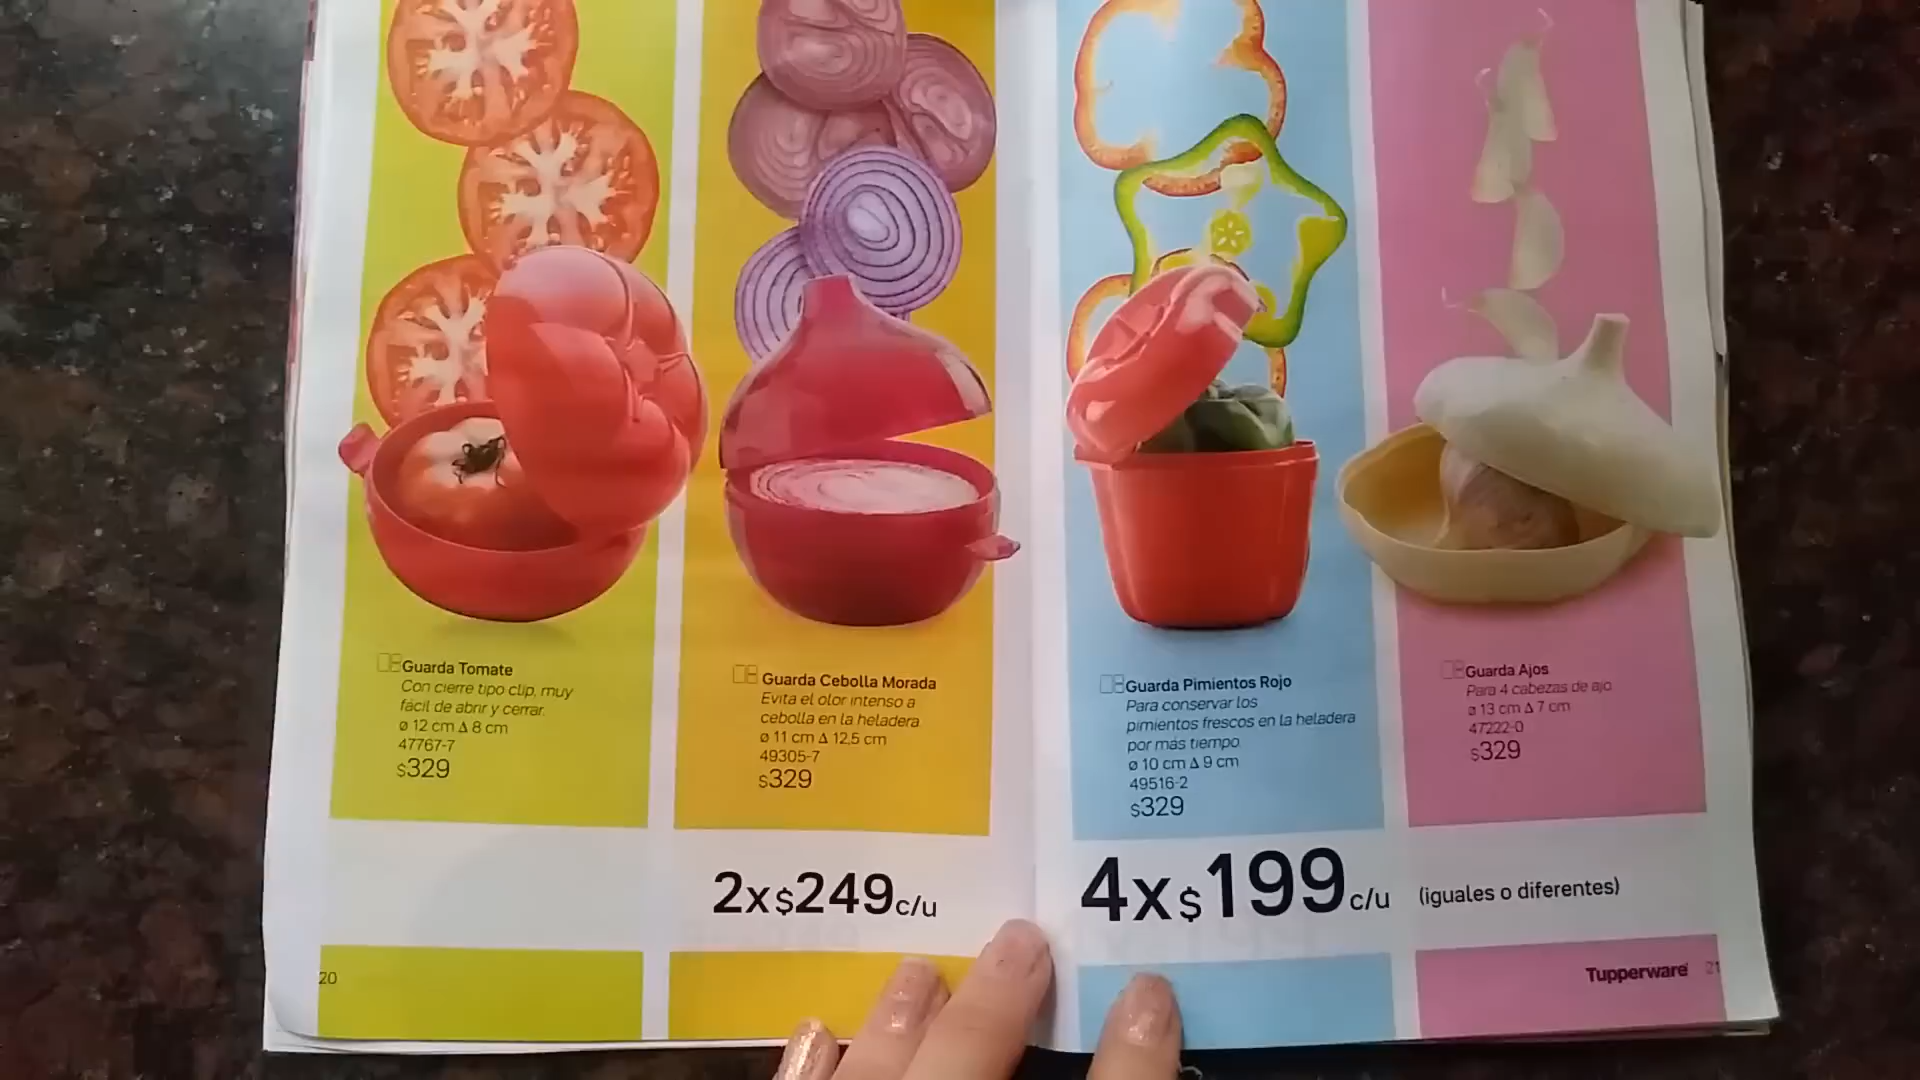 Guarda Tomate
Con cierre tipo clip, muy
fácil de abrir y cerrar.
ø 12 cm Δ 8 cm
47767-7
$329
Guarda Cebolla Morada
Evita el olor intenso a
cebolla en la heladera.
ø 11 cm Δ 12,5 cm
49305-7
$329
Guarda Pimientos Rojo
Para conservar los
pimientos frescos en la heladera
por más tiempo.
ø 10 cm Δ 9 cm
49516-2
$329
Guarda Ajos
Para 4 cabezas de ajo
ø 13 cm Δ 7 cm
47222-0
$329
2x$249c/u
4x$199c/u (iguales o diferentes)
20
Tupperware 21